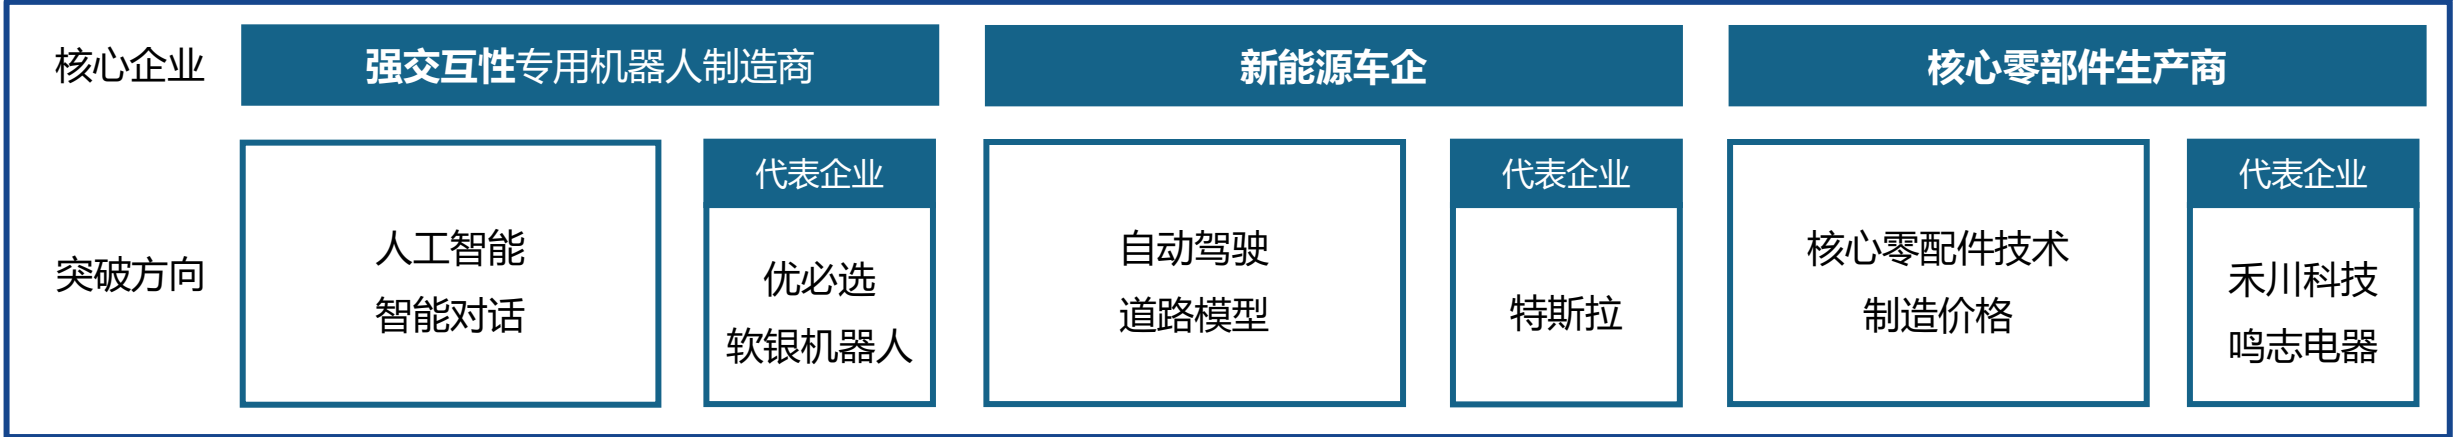 核心企业
强交互性专用机器人制造商
新能源车企
核心零部件生产商
突破方向
人工智能
智能对话
代表企业
优必选
软银机器人
自动驾驶
道路模型
代表企业
特斯拉
核心零配件技术
制造价格
代表企业
禾川科技
鸣志电器